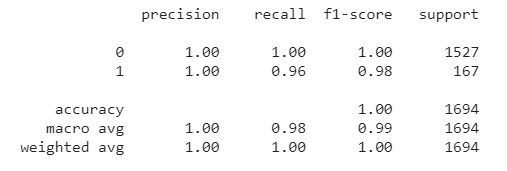 precision recall f1-score support
0 1.00 1.00 1.00 1527
1 1.00 0.96 0.98 167
accuracy 1.00 1694
macro avg 1.00 0.98 0.99 1694
weighted avg 1.00 1.00 1.00 1694